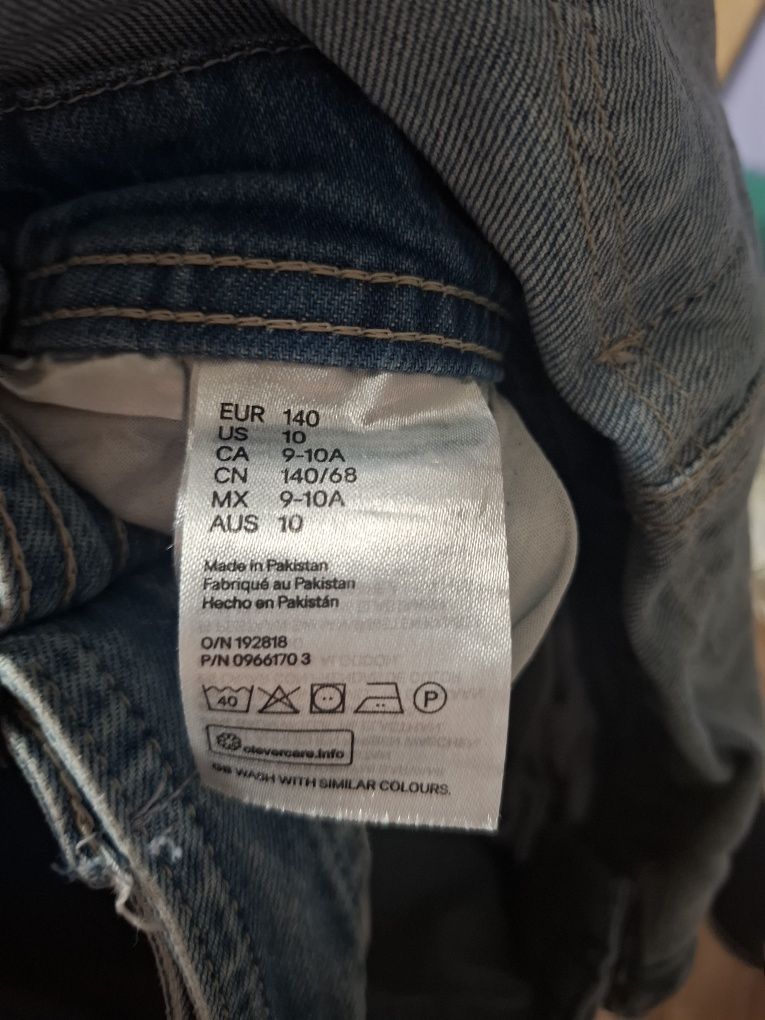 EUR 140
US 10
CA 9-10A
CN 140/68
MX 9-10A
AUS 10
Made in Pakistan
Fabriqué au Pakistan
Hecho en Pakistán
O/N 192818
P/N 0966170 3
40 P
clevercare.info
GB WASH WITH SIMILAR COLOURS.